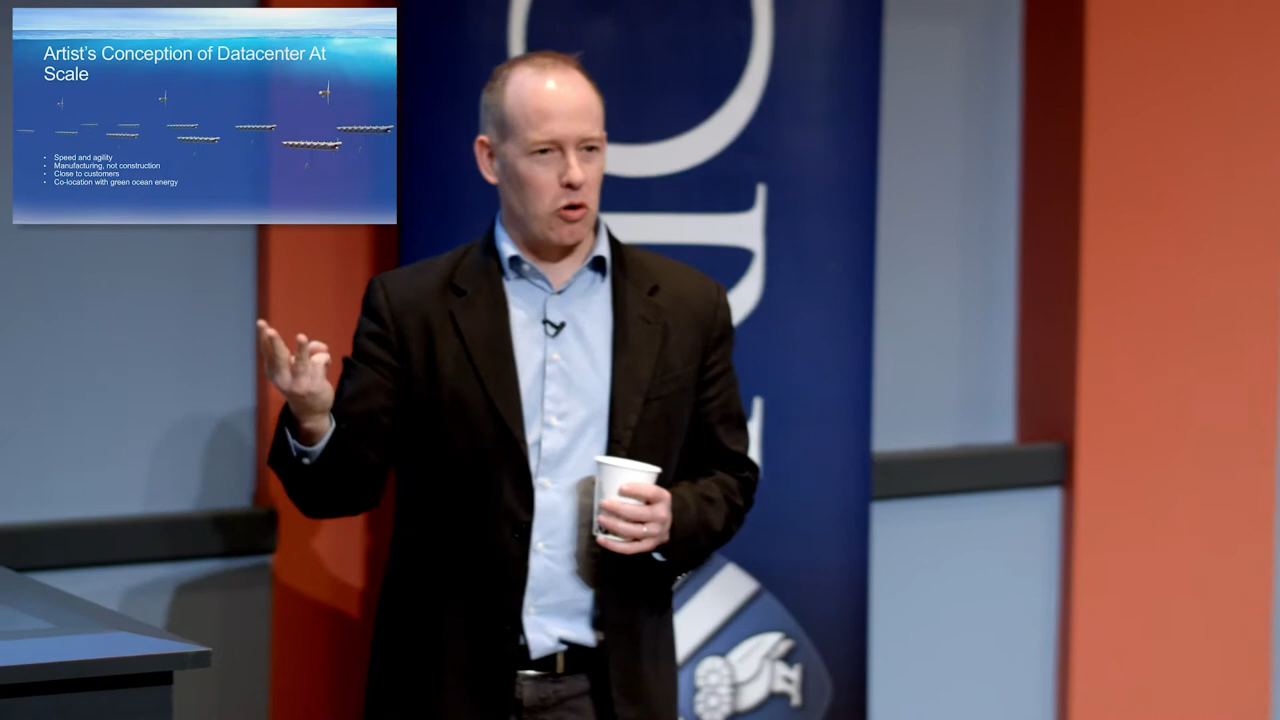 Artist's Conception of Datacenter At
Scale
• Speed and agility
• Manufacturing, not construction
• Close to customers
• Co-location with green ocean energy